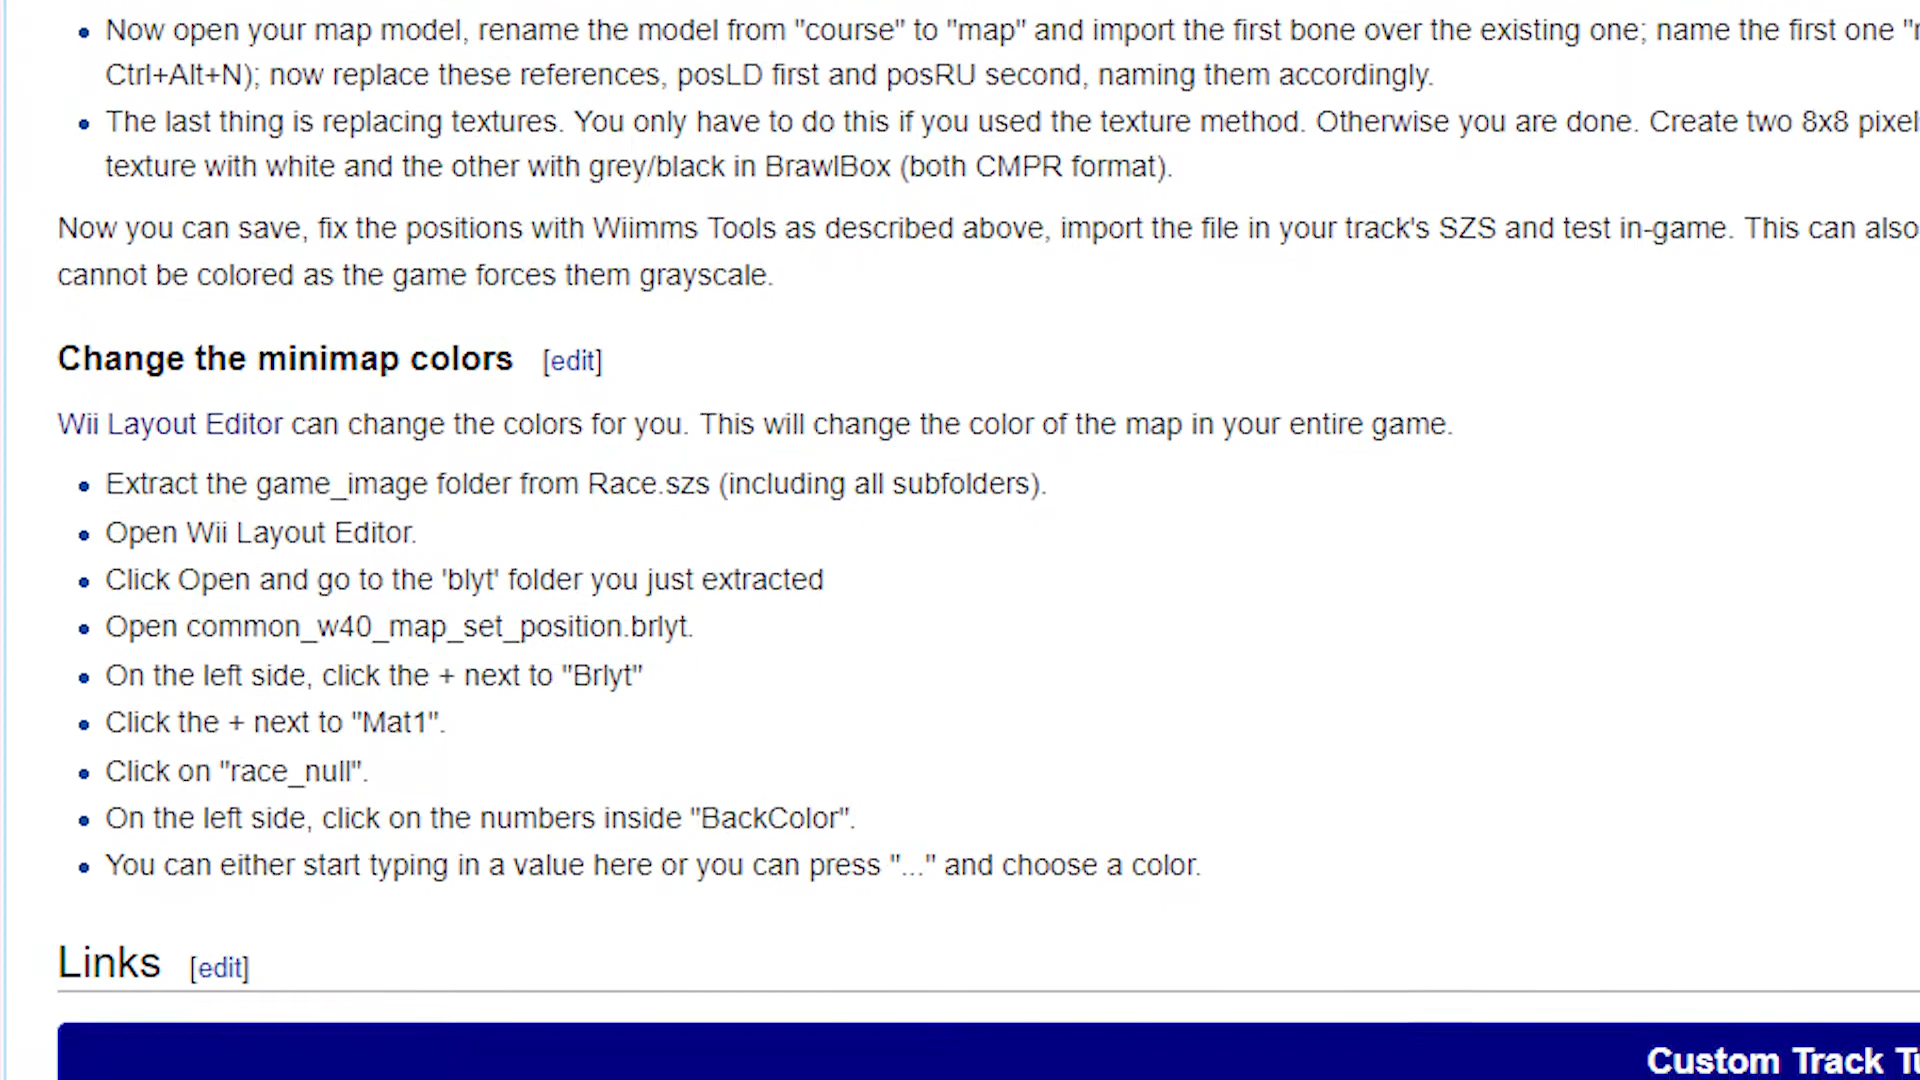 Now open your map model, rename the model from "course" to "map" and import the first bone over the existing one; name the first one "
Ctrl+Alt+N); now replace these references, posLD first and posRU second, naming them accordingly.
The last thing is replacing textures. You only have to do this if you used the texture method. Otherwise you are done. Create two 8x8 pixel
texture with white and the other with grey/black in BrawlBox (both CMPR format).
Now you can save, fix the positions with Wiimms Tools as described above, import the file in your track's SZS and test in-game. This can also
cannot be colored as the game forces them grayscale.
Change the minimap colors [edit]
Wii Layout Editor can change the colors for you. This will change the color of the map in your entire game.
Extract the game_image folder from Race.szs (including all subfolders).
Open Wii Layout Editor.
Click Open and go to the 'blyt' folder you just extracted
Open common_w40_map_set_position.brlyt.
On the left side, click the + next to "Brlyt"
Click the + next to "Mat1".
Click on "race_null".
On the left side, click on the numbers inside "BackColor".
You can either start typing in a value here or you can press "..." and choose a color.
Links [edit]
Custom Track